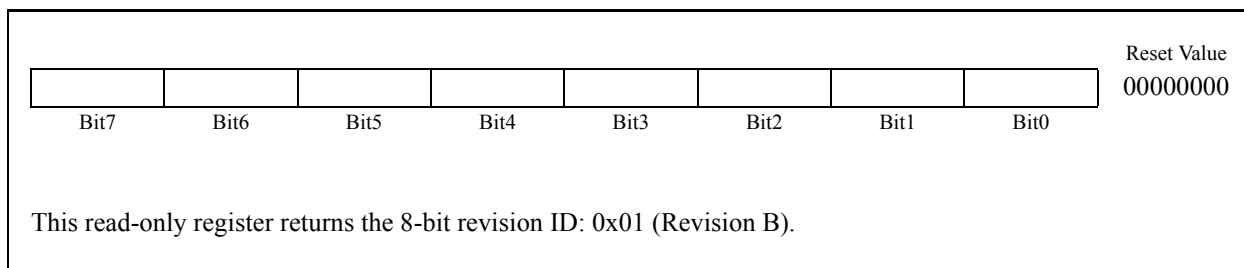 Reset Value
00000000
Bit7 Bit6 Bit5 Bit4 Bit3 Bit2 Bit1 Bit0
This read-only register returns the 8-bit revision ID: 0x01 (Revision B).